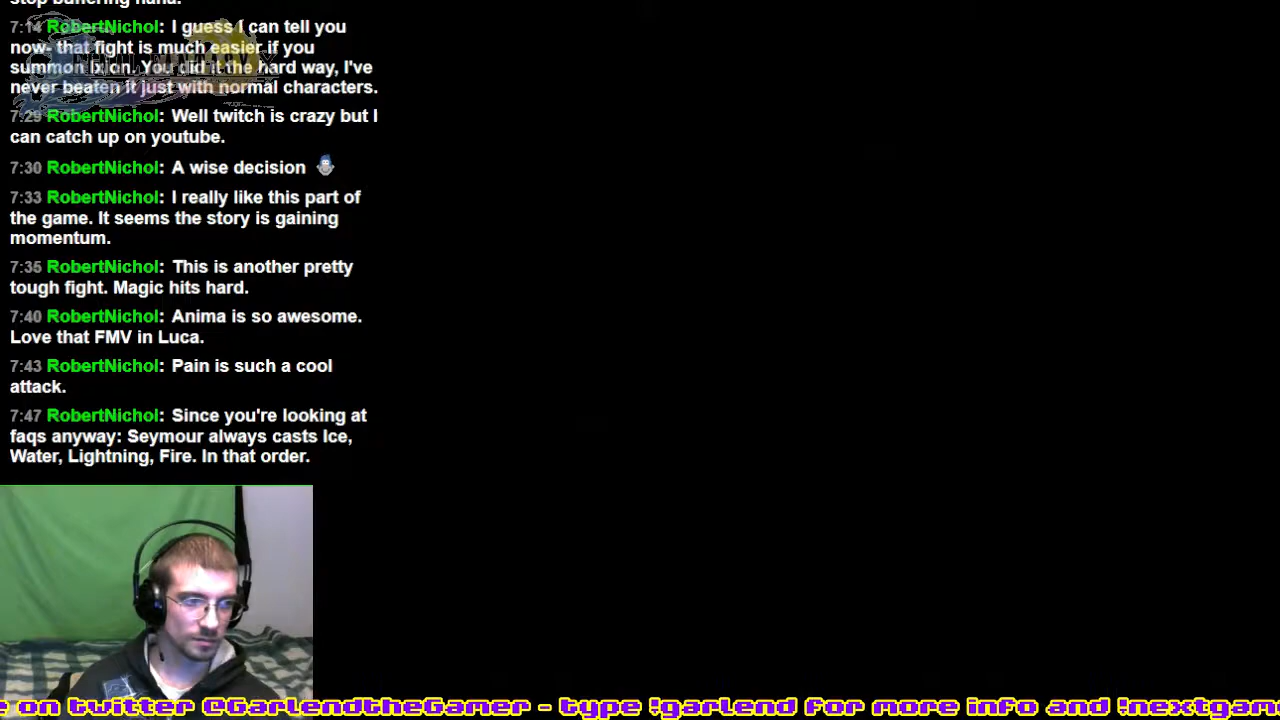 stop buffering haha.
7:14 RobertNichol: I guess I can tell you
now- that fight is much easier if you
summon Ixion. You did it the hard way, I've
never beaten it just with normal characters.
7:29 RobertNichol: Well twitch is crazy but I
can catch up on youtube.
7:30 RobertNichol: A wise decision
7:33 RobertNichol: I really like this part of
the game. It seems the story is gaining
momentum.
7:35 RobertNichol: This is another pretty
tough fight. Magic hits hard.
7:40 RobertNichol: Anima is so awesome.
Love that FMV in Luca.
7:43 RobertNichol: Pain is such a cool
attack.
7:47 RobertNichol: Since you're looking at
faqs anyway: Seymour always casts Ice,
Water, Lightning, Fire. In that order.
e on twitter @GarlendtheGamer - type !garlend for more info and !nextgam